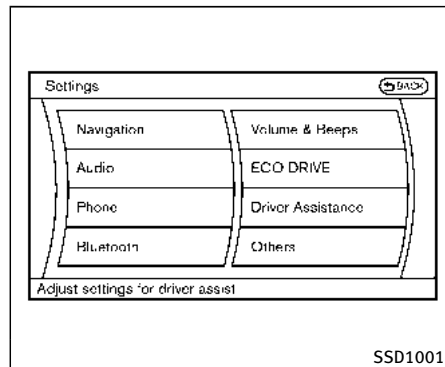 Settings
BACK
Navigation
Volume & Beeps
Audio
ECO DRIVE
Phone
Driver Assistance
Bluetooth
Others
Adjust settings for driver assist
SSD1001